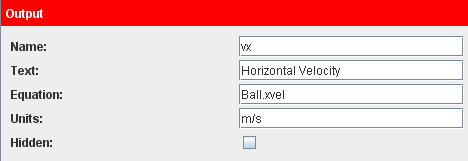 Output
Name: vx
Text: Horizontal Velocity
Equation: Ball.xvel
Units: m/s
Hidden: